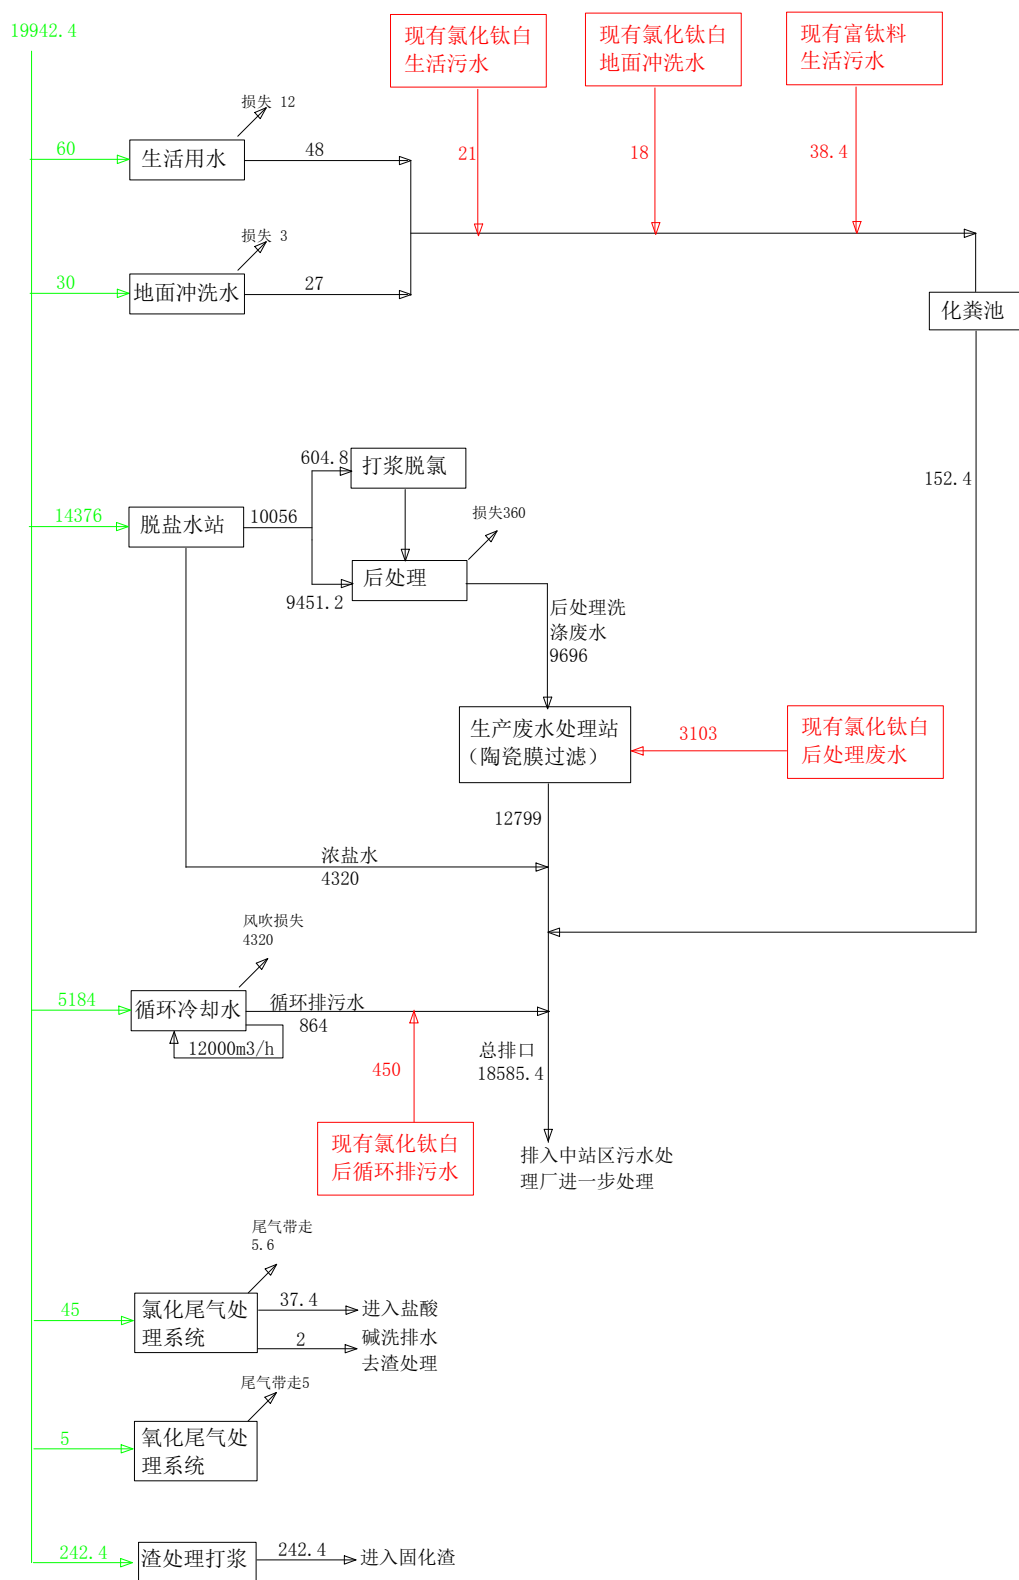 19942.4
现有氯化钛白
生活污水
现有氯化钛白
地面冲洗水
现有富钛料
生活污水
损失 12
60
生活用水
48
21
18
38.4
损失 3
30
地面冲洗水
27
化粪池
604.8
打浆脱氯
152.4
14376
脱盐水站
10056
损失360
后处理
9451.2
后处理洗
涤废水
9696
生产废水处理站
（陶瓷膜过滤）
3103
现有氯化钛白
后处理废水
12799
浓盐水
4320
风吹损失
4320
5184
循环冷却水
循环排污水
864
12000m3/h
450
总排口
18585.4
现有氯化钛白
后循环排污水
排入中站区污水处
理厂进一步处理
尾气带走
5.6
45
氯化尾气处
理系统
37.4
进入盐酸
2
碱洗排水
去渣处理
尾气带走5
5
氧化尾气处
理系统
242.4
渣处理打浆
242.4
进入固化渣